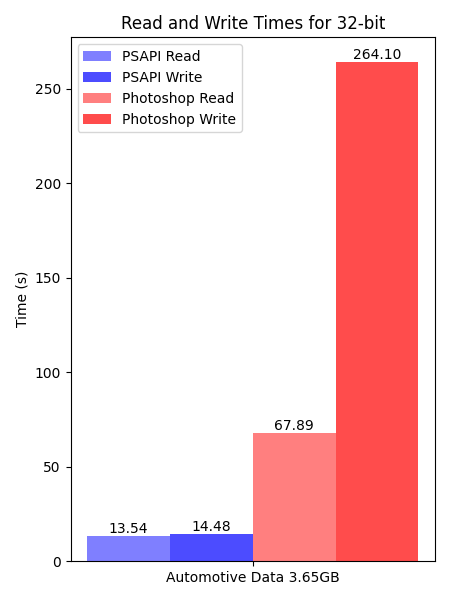 Read and Write Times for 32-bit
PSAPI Read
PSAPI Write
Photoshop Read
Photoshop Write
264.10
67.89
14.48
13.54
Time (s)
250
200
150
100
50
0
Automotive Data 3.65GB